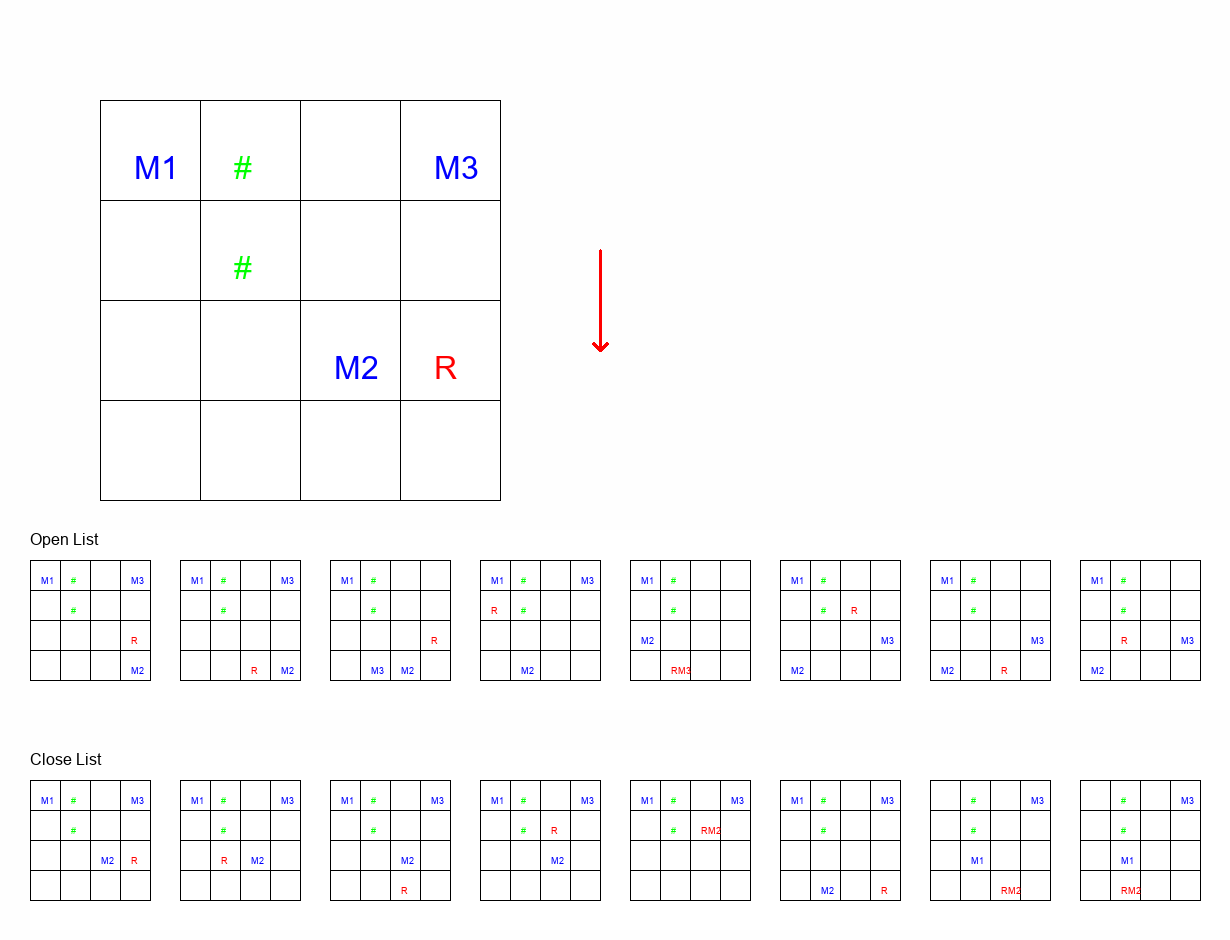 M1 # M3
#
M2 R
Open List
M1 # M3 M1 # M3 M1 # M1 # M3 M1 # M1 # M1 # M1 #
# # # R # # # R # #
R R M2 M3 M3 R M3
M2 R M2 M3 M2 M2 RM3 M2 M2 R M2
Close List
M1 # M3 M1 # M3 M1 # M3 M1 # M3 M1 # M3 M1 # M3 # M3 # M3
# # # # R # RM2 # # #
M2 R R M2 M2 M2 M1 M1
R M2 R RM2 RM2